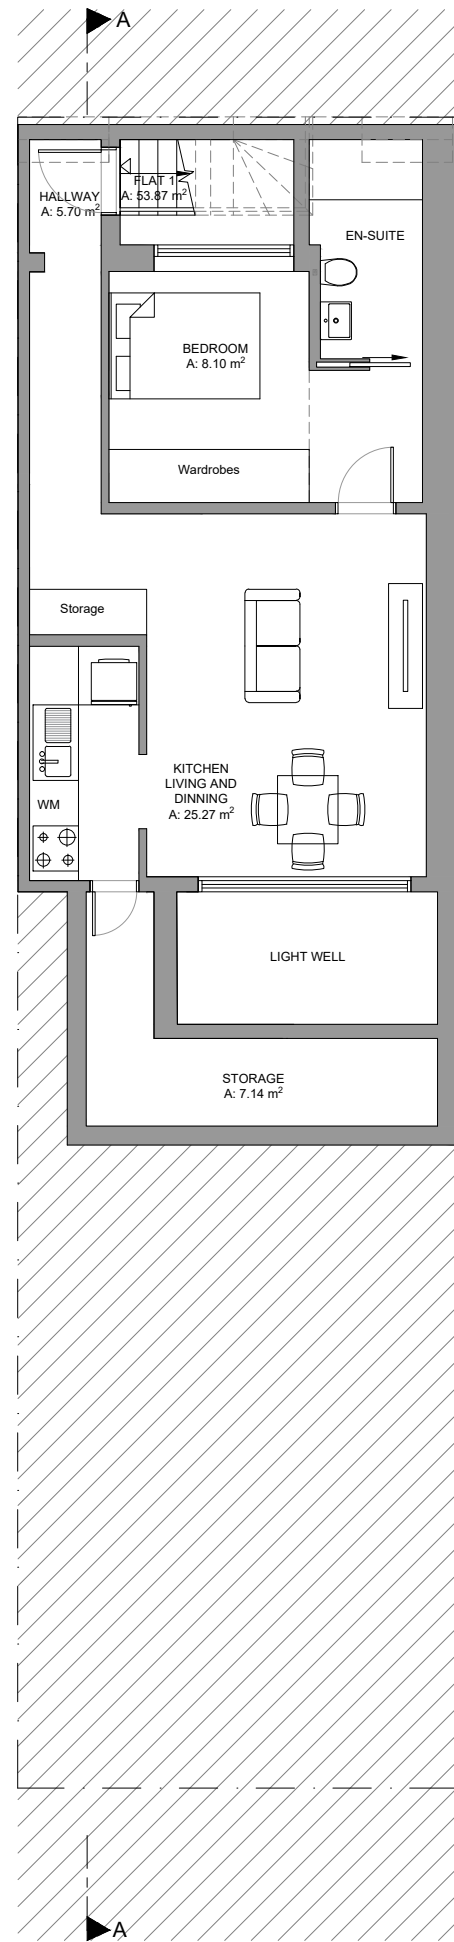 A
FLAT 1
A: 53.87 m²
HALLWAY
A: 5.70 m²
EN-SUITE
BEDROOM
A: 8.10 m²
Wardrobes
Storage
KITCHEN
LIVING AND
DINNING
A: 25.27 m²
WM
LIGHT WELL
STORAGE
A: 7.14 m²
A